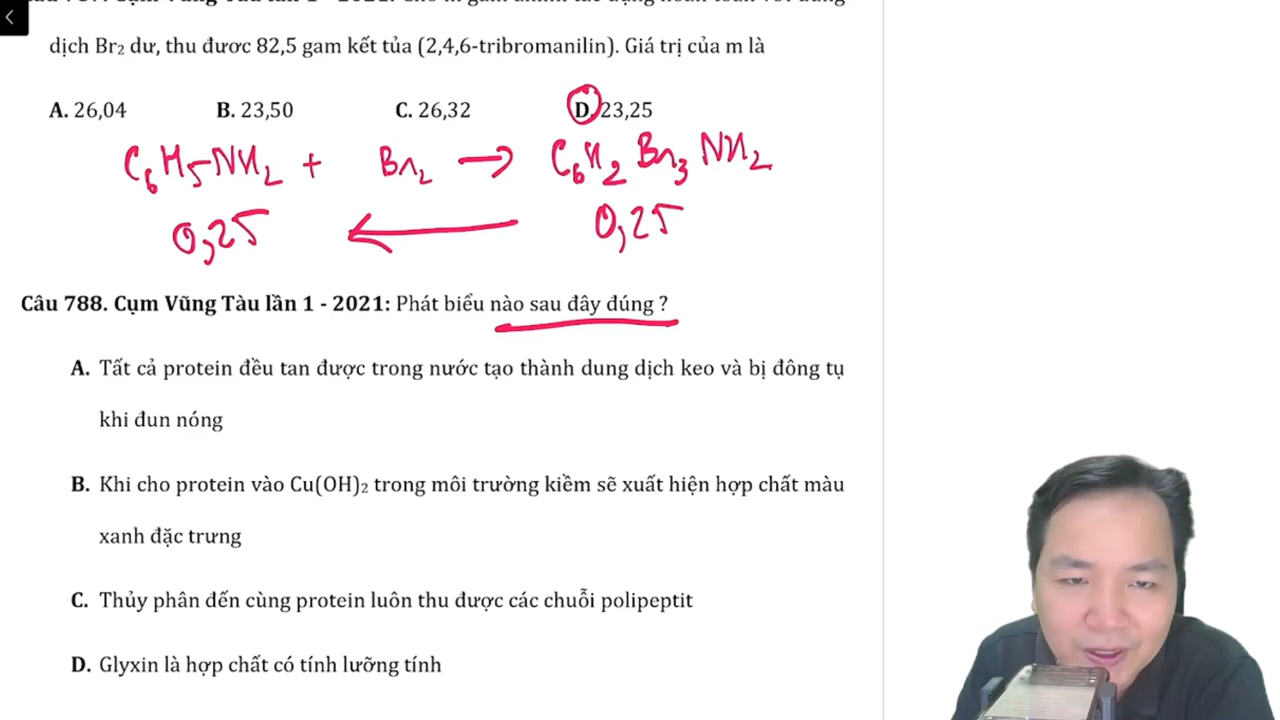 dịch Br₂ dư, thu đươc 82,5 gam kết tủa (2,4,6-tribromanilin). Giá trị của m là
A. 26,04 B. 23,50 C. 26,32 D. 23,25
C₆H₅-NH₂ + Br₂ → C₆H₂Br₃NH₂
0,25 ← 0,25
Câu 788. Cụm Vũng Tàu lần 1 - 2021: Phát biểu nào sau đây đúng ?
A. Tất cả protein đều tan được trong nước tạo thành dung dịch keo và bị đông tụ
khi đun nóng
B. Khi cho protein vào Cu(OH)₂ trong môi trường kiềm sẽ xuất hiện hợp chất màu
xanh đặc trưng
C. Thủy phân đến cùng protein luôn thu được các chuỗi polipeptit
D. Glyxin là hợp chất có tính lưỡng tính